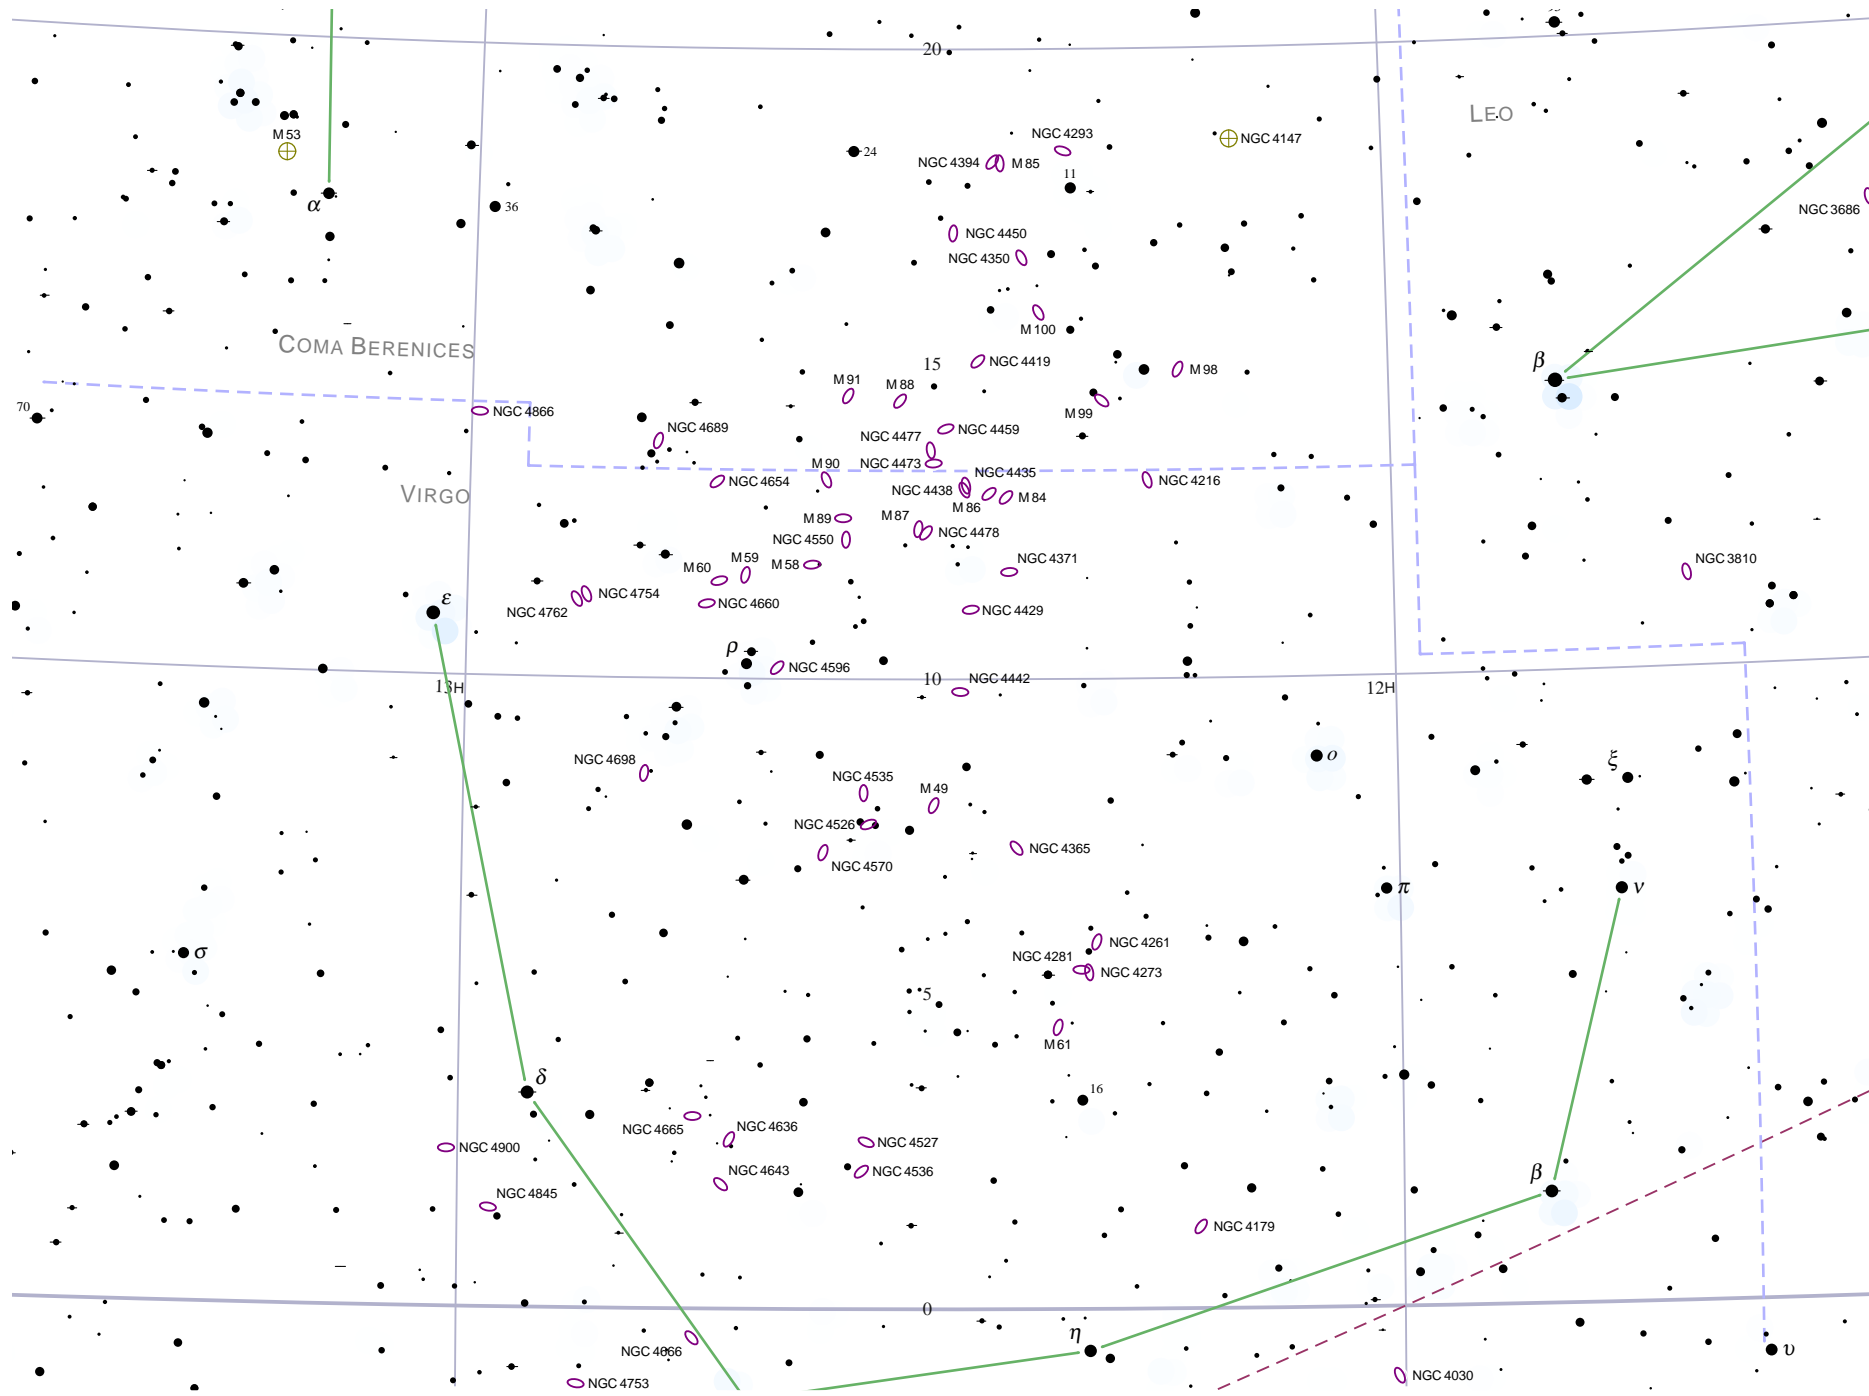 20
LEO
M 53
NGC 4293
NGC 4147
24
NGC 4394
M 85
11
α
36
NGC 3686
NGC 4450
NGC 4350
M 100
COMA BERENICES
β
15
NGC 4419
M 98
M 91
M 88
70
NGC 4866
M 99
NGC 4689
NGC 4459
NGC 4477
NGC 4473
M 90
NGC 4435
NGC 4654
NGC 4216
VIRGO
NGC 4438
M 84
M 86
M 89
M 87
NGC 4478
NGC 4550
M 59
M 58
NGC 4371
NGC 3810
M 60
NGC 4754
ε
NGC 4762
NGC 4660
NGC 4429
ρ
NGC 4596
10
NGC 4442
13H
12H
NGC 4698
ο
ξ
NGC 4535
M 49
NGC 4526
NGC 4365
NGC 4570
π
ν
NGC 4261
σ
NGC 4281
NGC 4273
5
M 61
δ
16
NGC 4665
NGC 4636
NGC 4900
NGC 4527
NGC 4643
NGC 4536
β
NGC 4845
NGC 4179
0
η
NGC 4666
υ
NGC 4753
NGC 4030